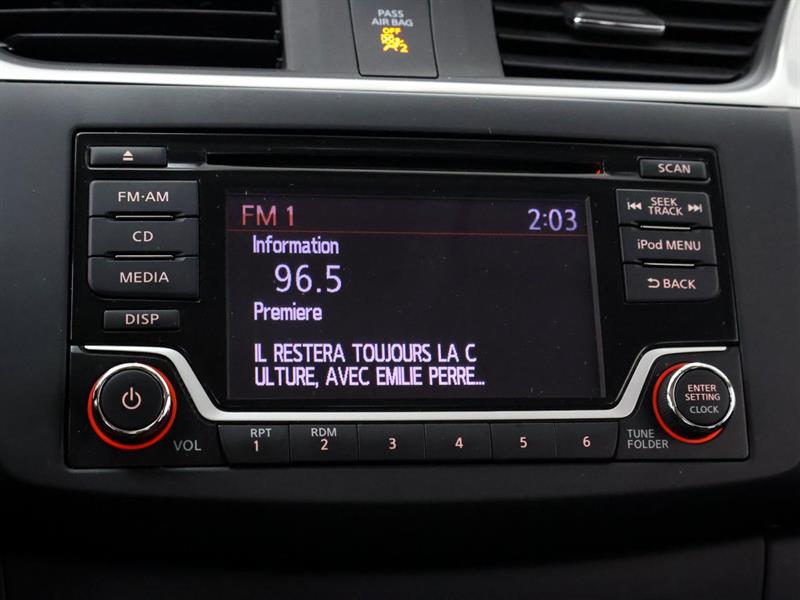 PASS
AIR BAG
OFF
2
SCAN
FM·AM
CD
MEDIA
DISP
FM 1
2:03
Information
96.5
Premiere
IL RESTERA TOUJOURS LA C
ULTURE, AVEC EMILIE PERRE...
SEEK
TRACK
iPod MENU
BACK
ENTER
SETTING
CLOCK
VOL
RPT
1
RDM
2
3
4
5
6
TUNE
FOLDER